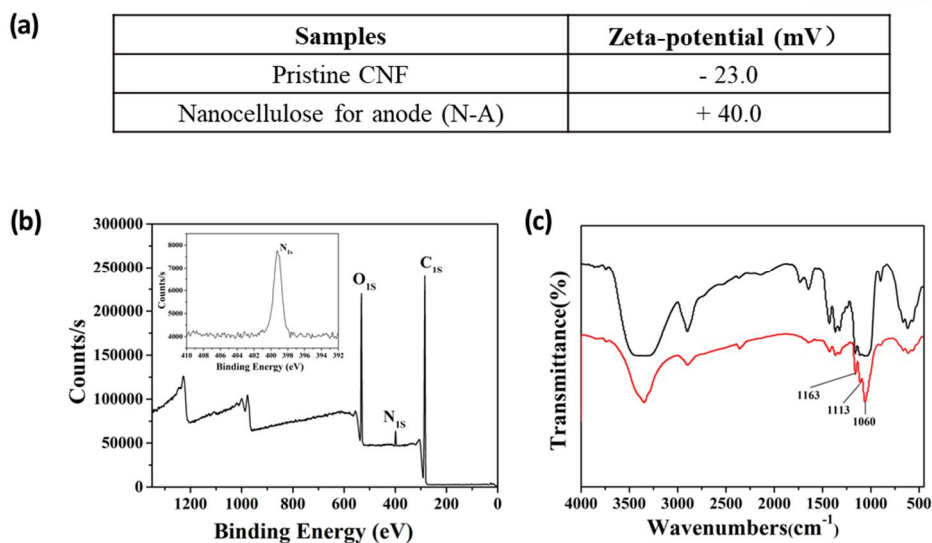 (a)
Samples Zeta-potential (mV)
Pristine CNF - 23.0
Nanocellulose for anode (N-A) + 40.0
(b)
300000
250000
200000
150000
100000
50000
0
Counts/s
1200 1000 800 600 400 200 0
Binding Energy (eV)
O1S
N1S
C1S
8000
7000
6000
5000
4000
Counts/s
N1s
410 408 406 404 402 400 398 396 394 392
Binding Energy (eV)
(c)
Transmittance(%)
1163
1113
1060
4000 3500 3000 2500 2000 1500 1000 500
Wavenumbers(cm-1)